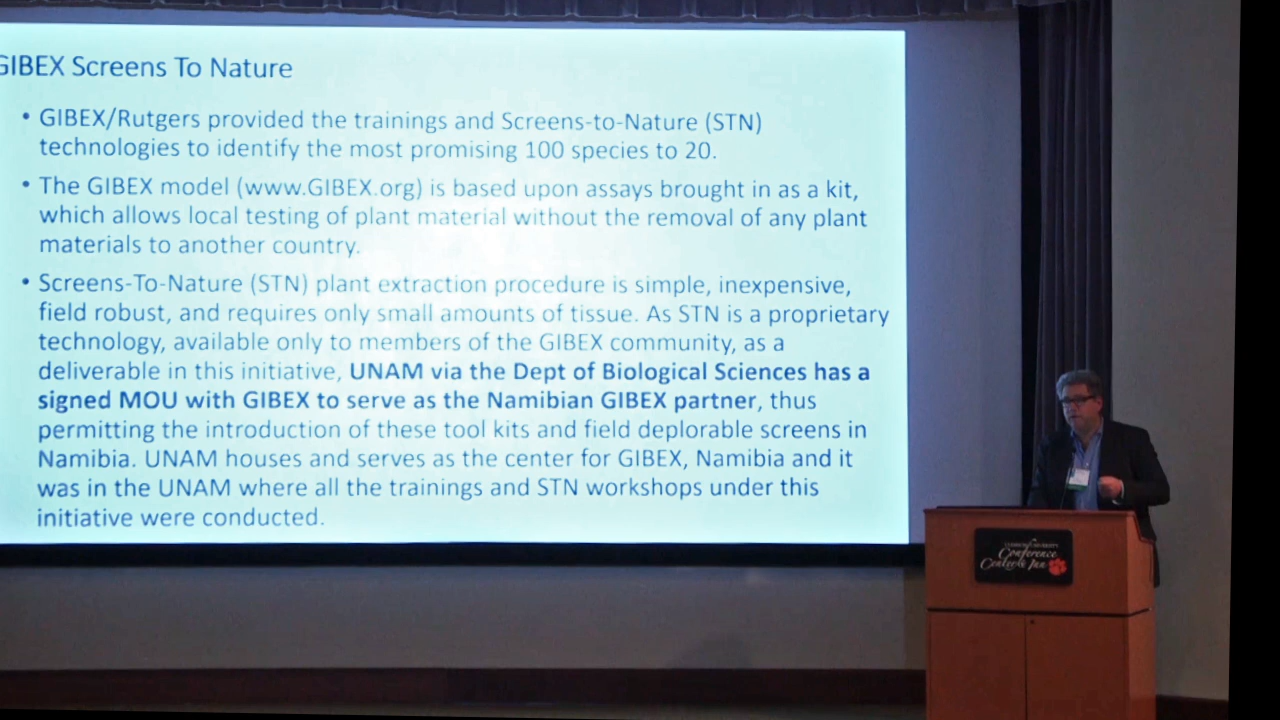 GIBEX Screens To Nature
• GIBEX/Rutgers provided the trainings and Screens-to-Nature (STN)
technologies to identify the most promising 100 species to 20.
• The GIBEX model (www.GIBEX.org) is based upon assays brought in as a kit,
which allows local testing of plant material without the removal of any plant
materials to another country.
• Screens-To-Nature (STN) plant extraction procedure is simple, inexpensive,
field robust, and requires only small amounts of tissue. As STN is a proprietary
technology, available only to members of the GIBEX community, as a
deliverable in this initiative, UNAM via the Dept of Biological Sciences has a
signed MOU with GIBEX to serve as the Namibian GIBEX partner, thus
permitting the introduction of these tool kits and field deplorable screens in
Namibia. UNAM houses and serves as the center for GIBEX, Namibia and it
was in the UNAM where all the trainings and STN workshops under this
initiative were conducted.
CLEMSON UNIVERSITY
Conference
Center & Inn